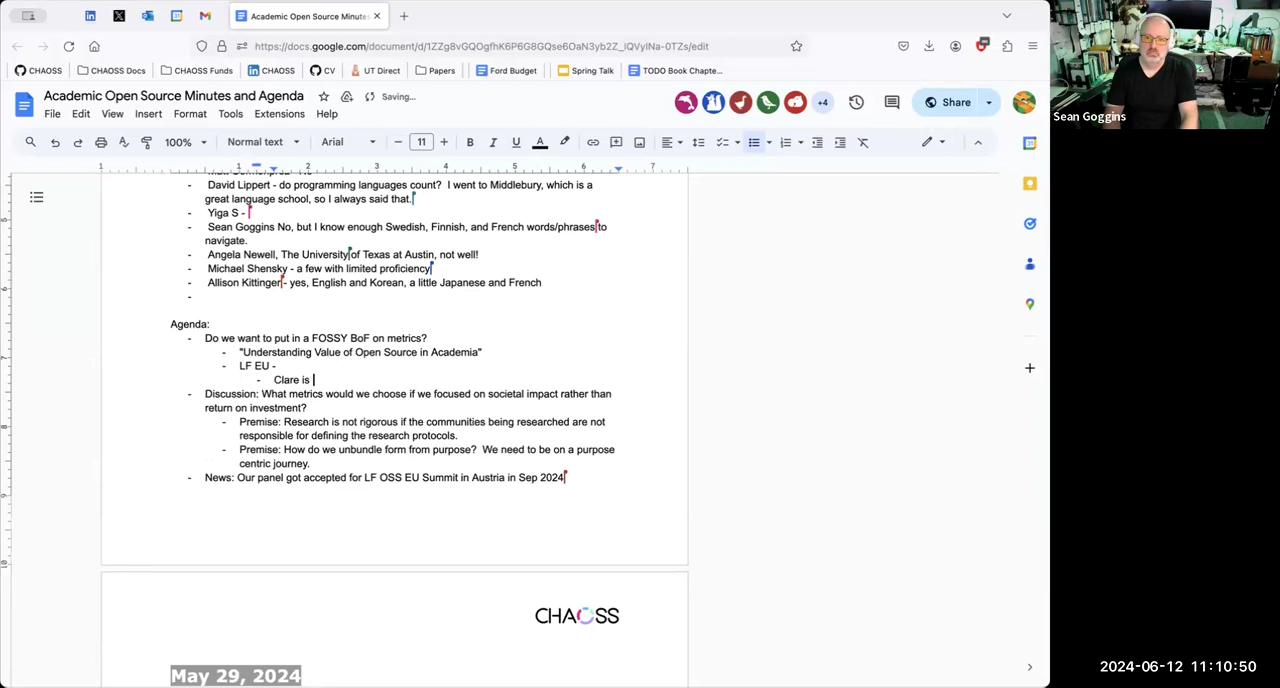 Academic Open Source Minutes
https://docs.google.com/document/d/1ZZg8vGQOgfhK6P6G8GQse6OaN3yb2Z_lQVylNa-0TZs/edit
CHAOSS
CHAOSS Docs
CHAOSS Funds
CHAOSS
CV
UT Direct
Papers
Ford Budget
Spring Talk
TODO Book Chapte…
Academic Open Source Minutes and Agenda
Saving…
File Edit View Insert Format Tools Extensions Help
+4
Share
100%
Normal text
Arial
11
- David Lippert - do programming languages count? I went to Middlebury, which is a
great language school, so I always said that.
- Yiga S -
- Sean Goggins No, but I know enough Swedish, Finnish, and French words/phrases to
navigate.
- Angela Newell, The University of Texas at Austin, not well!
- Michael Shensky - a few with limited proficiency
- Allison Kittinger - yes, English and Korean, a little Japanese and French
-
Agenda:
- Do we want to put in a FOSSY BoF on metrics?
- "Understanding Value of Open Source in Academia"
- LF EU -
- Clare is
- Discussion: What metrics would we choose if we focused on societal impact rather than
return on investment?
- Premise: Research is not rigorous if the communities being researched are not
responsible for defining the research protocols.
- Premise: How do we unbundle form from purpose? We need to be on a purpose
centric journey.
- News: Our panel got accepted for LF OSS EU Summit in Austria in Sep 2024
CHAOSS
May 29, 2024
Sean Goggins
2024-06-12 11:10:50